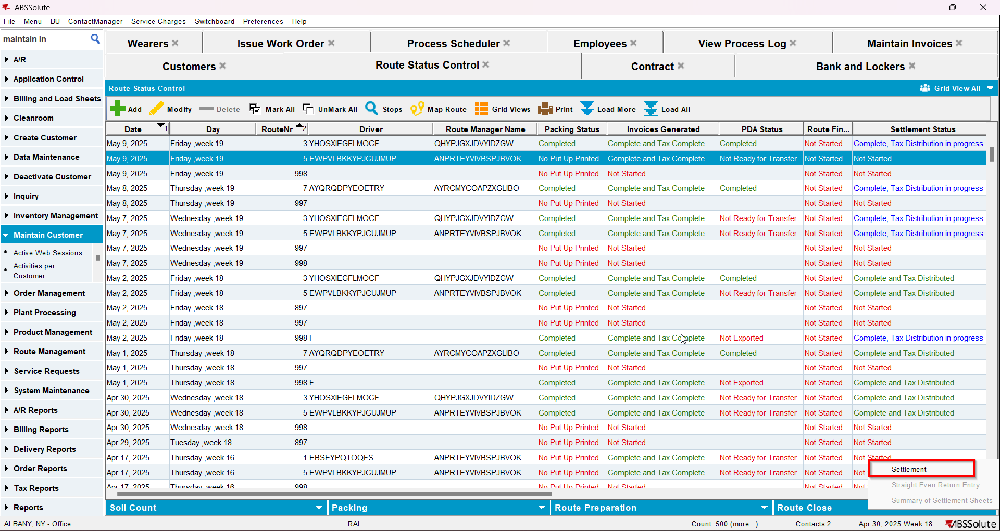 ABSSolute
File Menu BU ContactManager Service Charges Switchboard Preferences Help
maintain in
Wearers Issue Work Order Process Scheduler Employees View Process Log Maintain Invoices
Customers Route Status Control Contract Bank and Lockers
A/R
Application Control
Billing and Load Sheets
Cleanroom
Create Customer
Data Maintenance
Deactivate Customer
Inquiry
Inventory Management
Maintain Customer
Active Web Sessions
Activities per
Customer
Order Management
Plant Processing
Product Management
Route Management
Service Requests
System Maintenance
A/R Reports
Billing Reports
Delivery Reports
Order Reports
Tax Reports
Reports
Route Status Control Grid View All
Add Modify Delete Mark All UnMark All Stops Map Route Grid Views Print Load More Load All
Date 1 Day RouteNr 2 Driver Route Manager Name Packing Status Invoices Generated PDA Status Route Fin... Settlement Status
May 9, 2025 Friday ,week 19 3 YHOSXIEGFLMOCF QHYPJGXJDVYIDZGW Completed Complete and Tax Complete Completed Not Started Complete, Tax Distribution in progress
May 9, 2025 Friday ,week 19 5 EWPVLBKKYPJCUJMUP ANPRTEYVIVBSPJBVOK No Put Up Printed Complete and Tax Complete Not Ready for Transfer Not Started Not Started
May 9, 2025 Friday ,week 19 998 No Put Up Printed Not Started Not Started Not Started
May 8, 2025 Thursday ,week 19 7 AYQRQDPYEOETRY AYRCMYCOAPZXGLIBO Completed Complete and Tax Complete Completed Not Started Complete, Tax Distribution in progress
May 8, 2025 Thursday ,week 19 997 No Put Up Printed Not Started Not Started Not Started
May 7, 2025 Wednesday ,week 19 3 YHOSXIEGFLMOCF QHYPJGXJDVYIDZGW Completed Complete and Tax Complete Not Ready for Transfer Not Started Complete, Tax Distribution in progress
May 7, 2025 Wednesday ,week 19 5 EWPVLBKKYPJCUJMUP ANPRTEYVIVBSPJBVOK Completed Complete and Tax Complete Not Ready for Transfer Not Started Complete, Tax Distribution in progress
May 7, 2025 Wednesday ,week 19 997 No Put Up Printed Not Started Not Started Not Started
May 7, 2025 Wednesday ,week 19 998 No Put Up Printed Not Started Not Started Not Started
May 2, 2025 Friday ,week 18 3 YHOSXIEGFLMOCF QHYPJGXJDVYIDZGW Completed Complete and Tax Complete Completed Not Started Complete and Tax Distributed
May 2, 2025 Friday ,week 18 5 EWPVLBKKYPJCUJMUP ANPRTEYVIVBSPJBVOK Completed Complete and Tax Complete Not Ready for Transfer Not Started Complete and Tax Distributed
May 2, 2025 Friday ,week 18 897 No Put Up Printed Not Started Not Started Not Started
May 2, 2025 Friday ,week 18 997 No Put Up Printed Not Started Not Started Not Started
May 2, 2025 Friday ,week 18 998 F Completed Complete and Tax Complete Not Exported Not Started Complete, Tax Distribution in progress
May 1, 2025 Thursday ,week 18 7 AYQRQDPYEOETRY AYRCMYCOAPZXGLIBO Completed Complete and Tax Complete Completed Not Started Complete and Tax Distributed
May 1, 2025 Thursday ,week 18 997 No Put Up Printed Not Started Not Started Not Started
May 1, 2025 Thursday ,week 18 998 F Completed Complete and Tax Complete Not Exported Not Started Complete and Tax Distributed
Apr 30, 2025 Wednesday ,week 18 3 YHOSXIEGFLMOCF QHYPJGXJDVYIDZGW Completed Complete and Tax Complete Not Ready for Transfer Not Started Complete and Tax Distributed
Apr 30, 2025 Wednesday ,week 18 5 EWPVLBKKYPJCUJMUP ANPRTEYVIVBSPJBVOK Completed Complete and Tax Complete Not Ready for Transfer Not Started Complete and Tax Distributed
Apr 30, 2025 Wednesday ,week 18 998 No Put Up Printed Not Started Not Started Not Started
Apr 29, 2025 Tuesday ,week 18 897 No Put Up Printed Not Started Not Started Not Started
Apr 17, 2025 Thursday ,week 16 1 EBSEYPQTOQFS ANPRTEYVIVBSPJBVOK No Put Up Printed Complete and Tax Complete Not Ready for Transfer Not Started Not Started
Apr 17, 2025 Thursday ,week 16 5 EWPVLBKKYPJCUJMUP ANPRTEYVIVBSPJBVOK No Put Up Printed Complete and Tax Complete Not Ready for Transfer Not Started Not
Apr 17, 2025 Thursday ,week 16 998 No Put Up Printed Not Started Not Started Not
Settlement
Straight Even Return Entry
Summary of Settlement Sheets
Soil Count Packing Route Preparation Route Close
ALBANY, NY - Office RAL Count: 500 (more...) Contacts 2 Apr 30, 2025 Week 18 ABSSolute